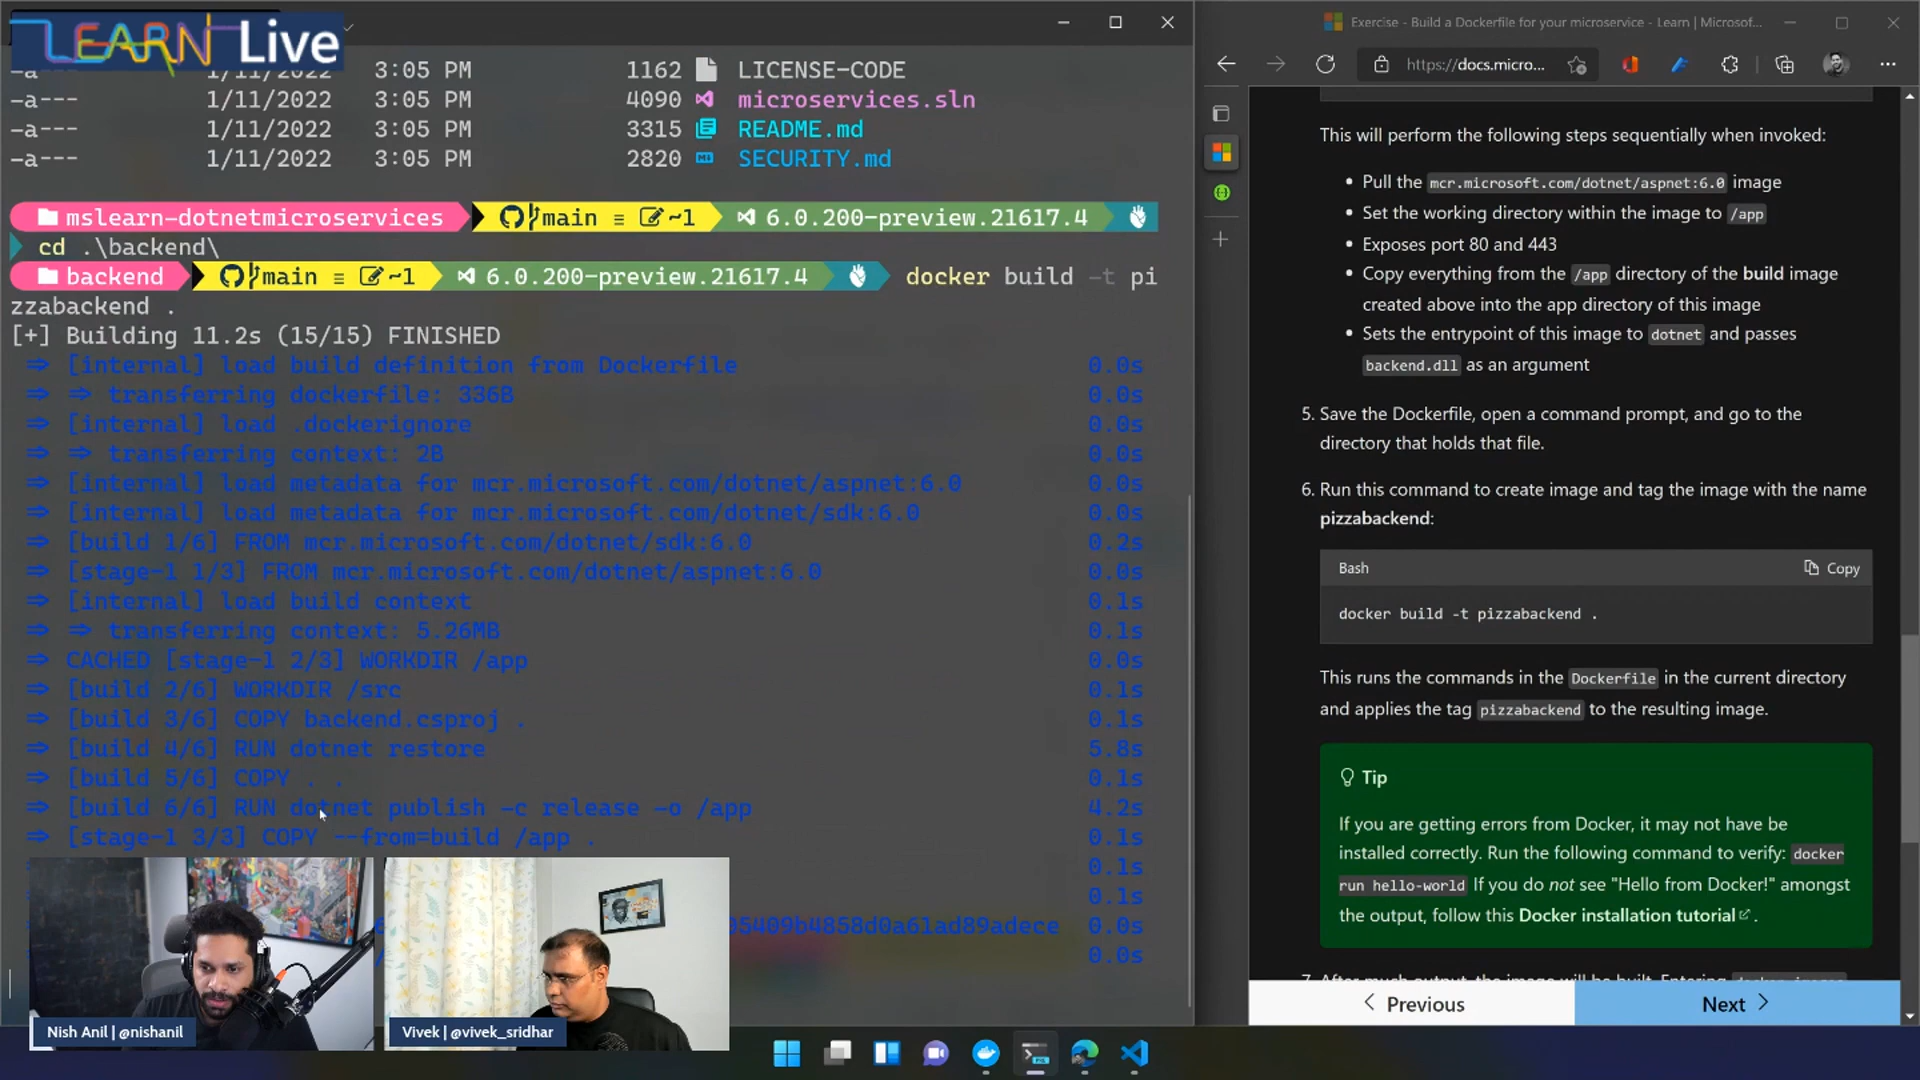 LEARN Live
-a--- 1/11/2022 3:05 PM 1162 LICENSE-CODE
-a--- 1/11/2022 3:05 PM 4090 microservices.sln
-a--- 1/11/2022 3:05 PM 3315 README.md
-a--- 1/11/2022 3:05 PM 2820 SECURITY.md
mslearn-dotnetmicroservices main ≡ ~1 6.0.200-preview.21617.4
cd .\backend\
backend main ≡ ~1 6.0.200-preview.21617.4 docker build -t pi
zzabackend .
[+] Building 11.2s (15/15) FINISHED
⇒ [internal] load build definition from Dockerfile 0.0s
⇒ ⇒ transferring dockerfile: 336B 0.0s
⇒ [internal] load .dockerignore 0.0s
⇒ ⇒ transferring context: 2B 0.0s
⇒ [internal] load metadata for mcr.microsoft.com/dotnet/aspnet:6.0 0.0s
⇒ [internal] load metadata for mcr.microsoft.com/dotnet/sdk:6.0 0.0s
⇒ [build 1/6] FROM mcr.microsoft.com/dotnet/sdk:6.0 0.2s
⇒ [stage-1 1/3] FROM mcr.microsoft.com/dotnet/aspnet:6.0 0.0s
⇒ [internal] load build context 0.1s
⇒ ⇒ transferring context: 5.26MB 0.1s
⇒ CACHED [stage-1 2/3] WORKDIR /app 0.0s
⇒ [build 2/6] WORKDIR /src 0.1s
⇒ [build 3/6] COPY backend.csproj . 0.1s
⇒ [build 4/6] RUN dotnet restore 5.8s
⇒ [build 5/6] COPY . . 0.1s
⇒ [build 6/6] RUN dotnet publish -c release -o /app 4.2s
⇒ [stage-1 3/3] COPY --from=build /app . 0.1s
0.1s
0.1s
05409b4858d0a61ad89adece 0.0s
0.0s
Nish Anil | @nishanil
Vivek | @vivek_sridhar
Exercise - Build a Dockerfile for your microservice - Learn | Microsof...
https://docs.micro...
This will perform the following steps sequentially when invoked:
• Pull the mcr.microsoft.com/dotnet/aspnet:6.0 image
• Set the working directory within the image to /app
• Exposes port 80 and 443
• Copy everything from the /app directory of the build image
created above into the app directory of this image
• Sets the entrypoint of this image to dotnet and passes
backend.dll as an argument
5. Save the Dockerfile, open a command prompt, and go to the
directory that holds that file.
6. Run this command to create image and tag the image with the name
pizzabackend:
Bash Copy
docker build -t pizzabackend .
This runs the commands in the Dockerfile in the current directory
and applies the tag pizzabackend to the resulting image.
Tip
If you are getting errors from Docker, it may not have be
installed correctly. Run the following command to verify: docker
run hello-world If you do not see "Hello from Docker!" amongst
the output, follow this Docker installation tutorial .
7. After much output, the image will be built. Entering docker images
Previous
Next